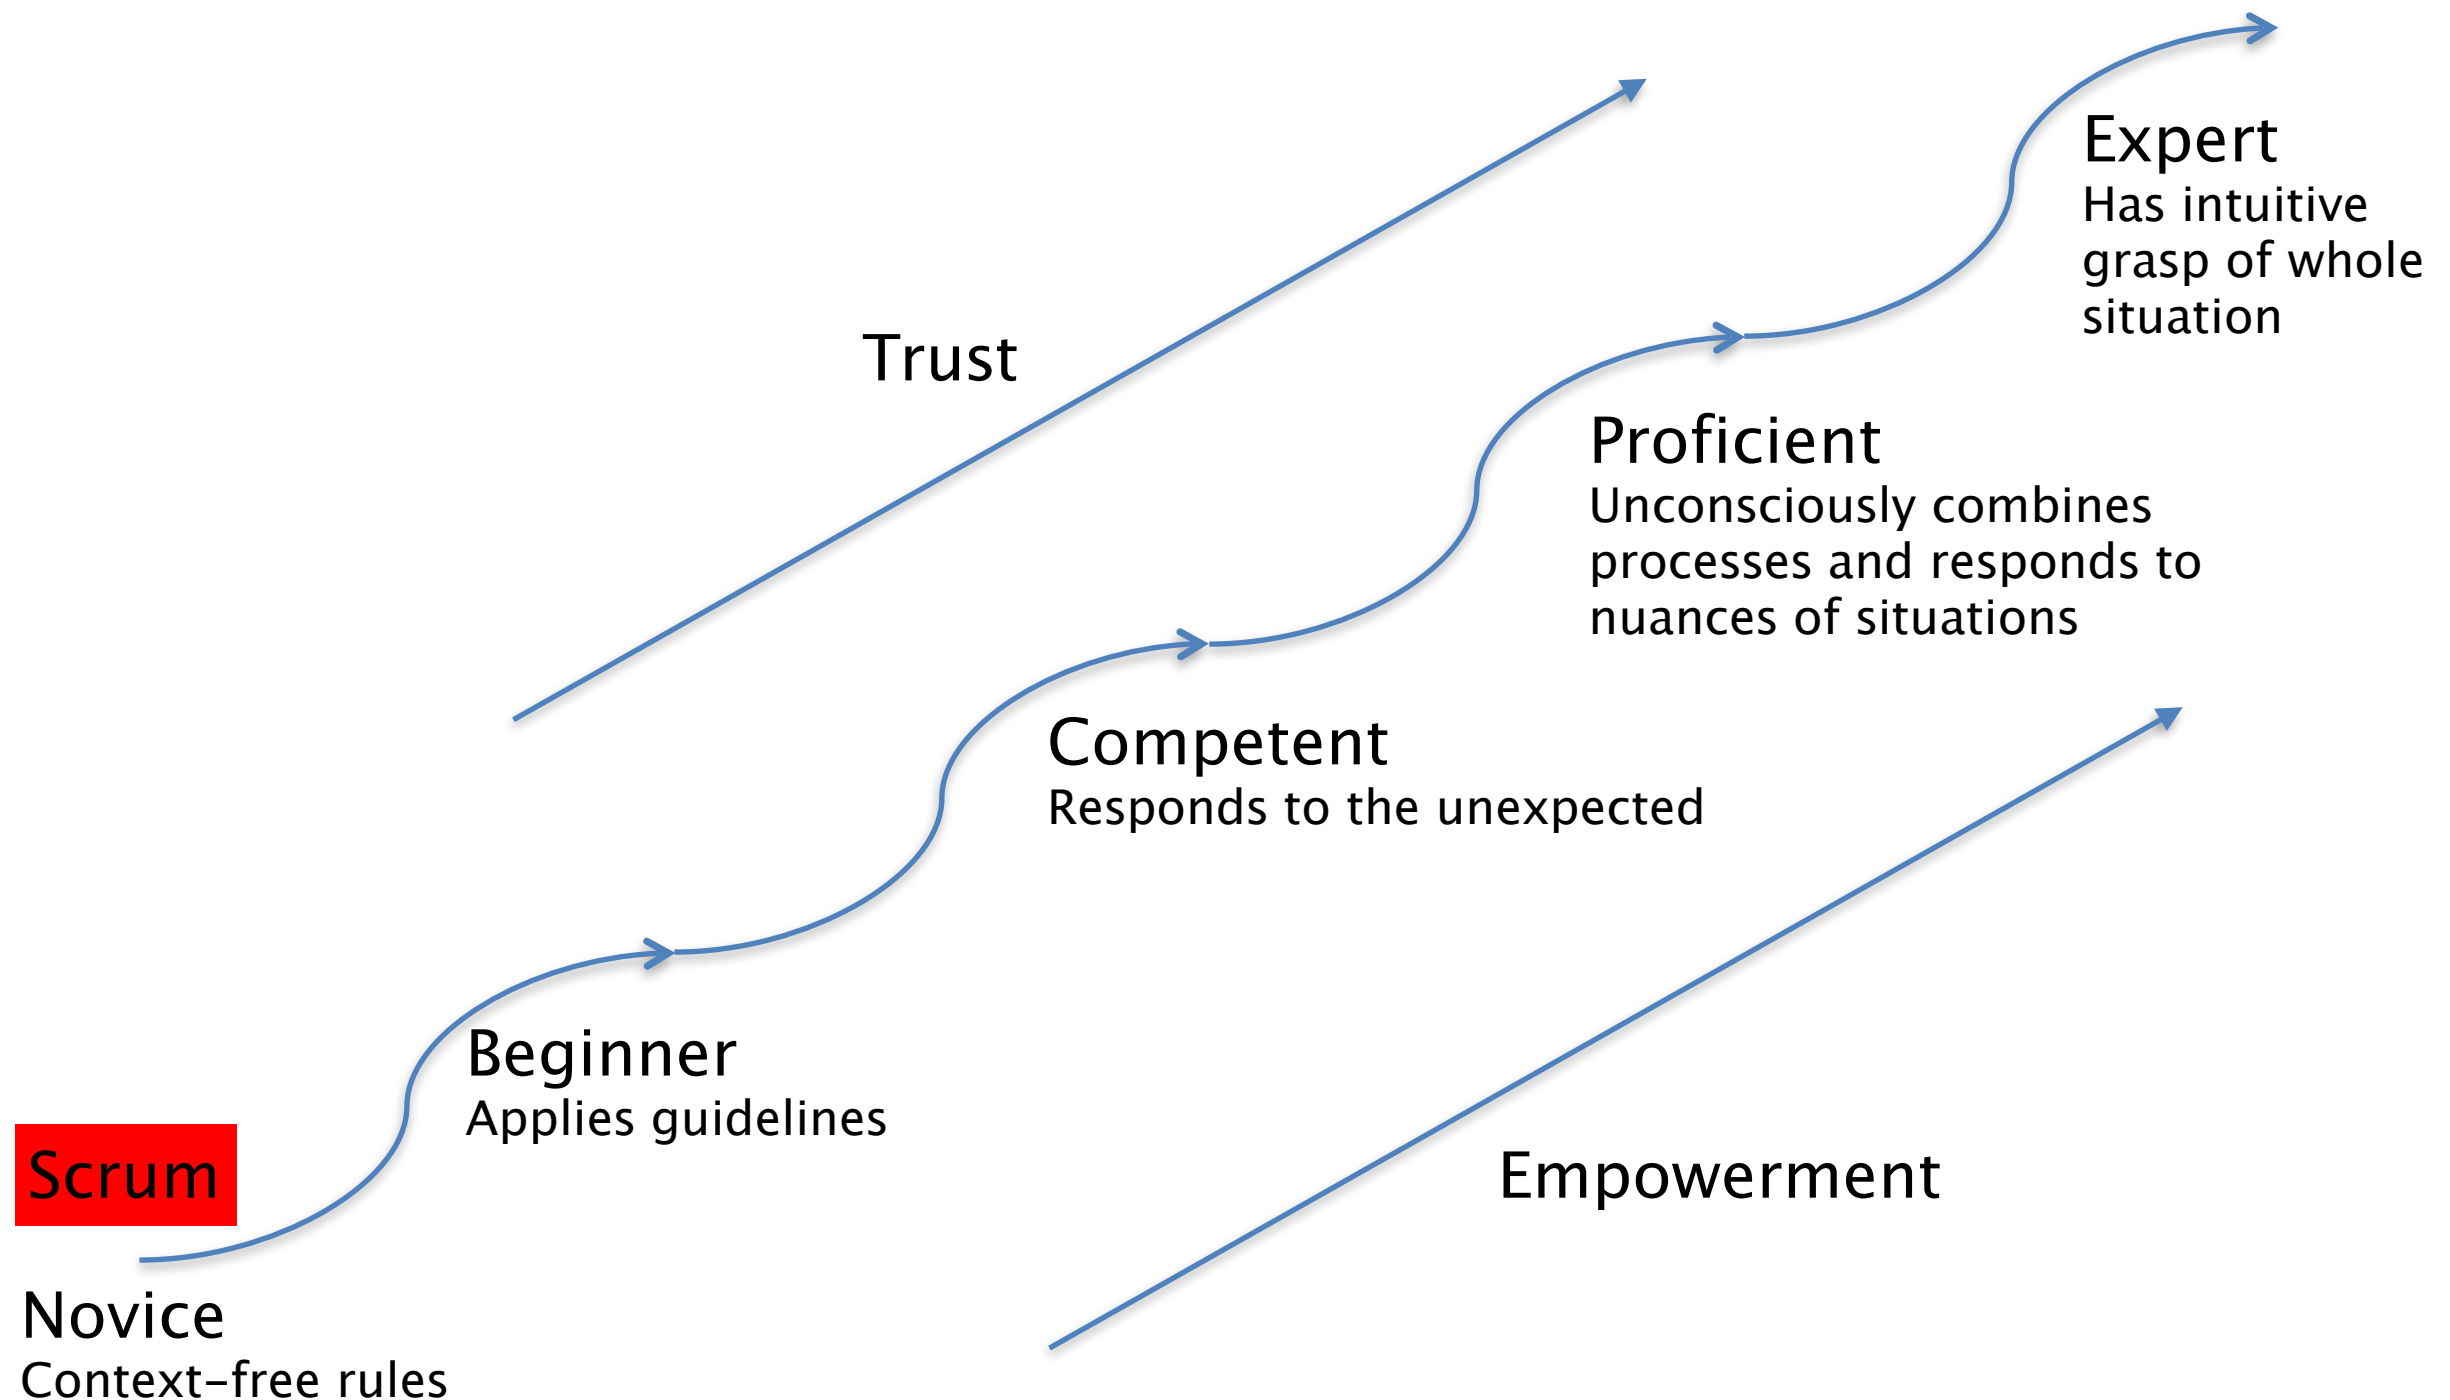 Expert
Has intuitive
grasp of whole
situation
Trust
Proficient
Unconsciously combines
processes and responds to
nuances of situations
Competent
Responds to the unexpected
Beginner
Applies guidelines
Scrum
Empowerment
Novice
Context-free rules